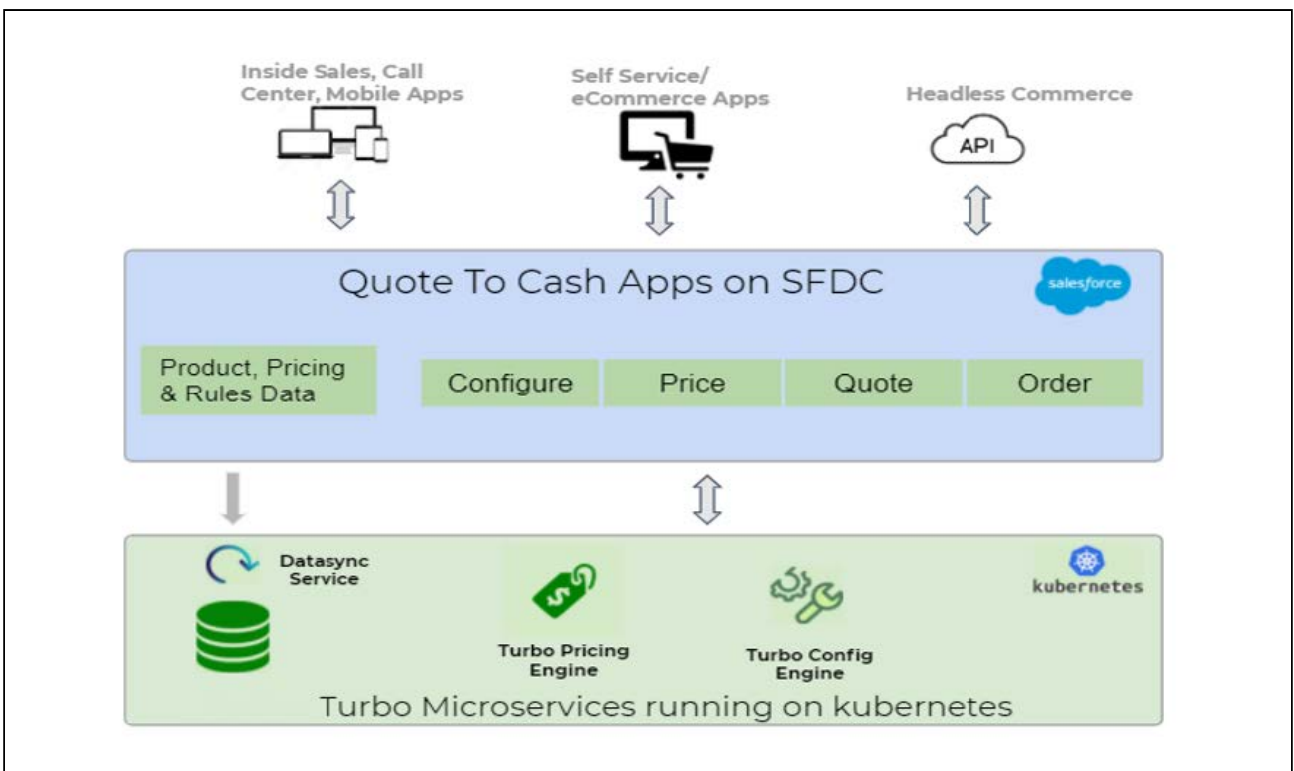 Inside Sales, Call
Center, Mobile Apps
Self Service/
eCommerce Apps
Headless Commerce
API
Quote To Cash Apps on SFDC
salesforce
Product, Pricing
& Rules Data
Configure
Price
Quote
Order
Datasync
Service
$
Turbo Pricing
Engine
Turbo Config
Engine
kubernetes
Turbo Microservices running on kubernetes